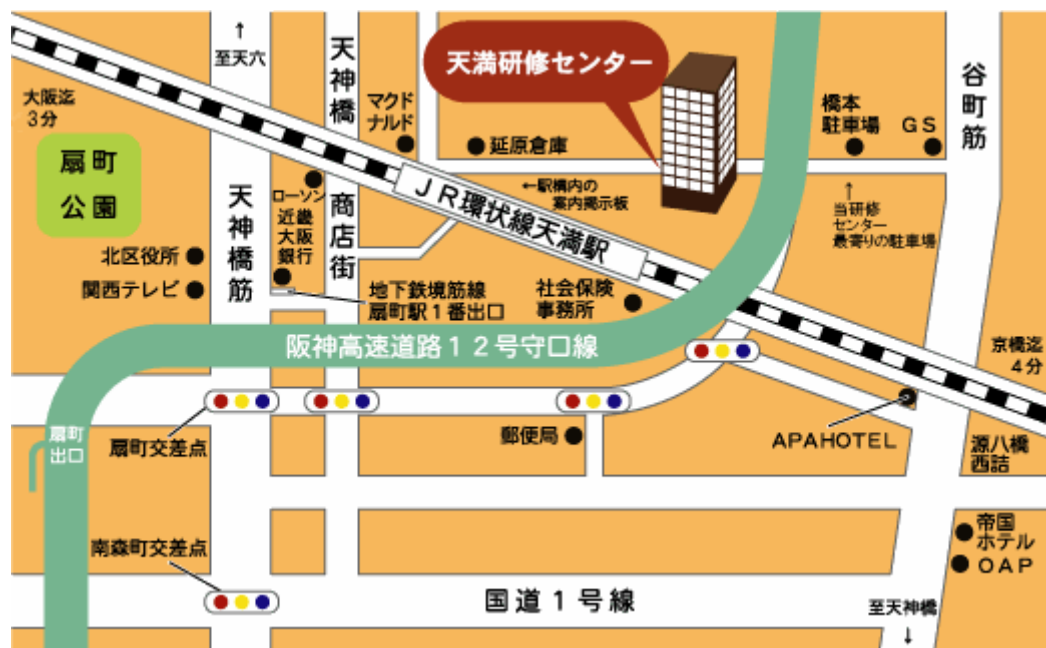 ↑
至天六
天神橋
商店街
天満研修センター
谷町筋
大阪迄
3分
マクド
ナルド
橋本
駐車場
GS
延原倉庫
扇町
公園
天神橋筋
ローソン
近畿
大阪
銀行
JR環状線天満駅
←駅構内の
案内掲示板
↑
当研修
センター
最寄りの駐車場
北区役所
関西テレビ
地下鉄境筋線
扇町駅1番出口
社会保険
事務所
阪神高速道路12号守口線
京橋迄
4分
扇町
出口
扇町交差点
郵便局
APAHOTEL
源八橋
西詰
帝国
ホテル
OAP
南森町交差点
国道1号線
至天神橋
↓